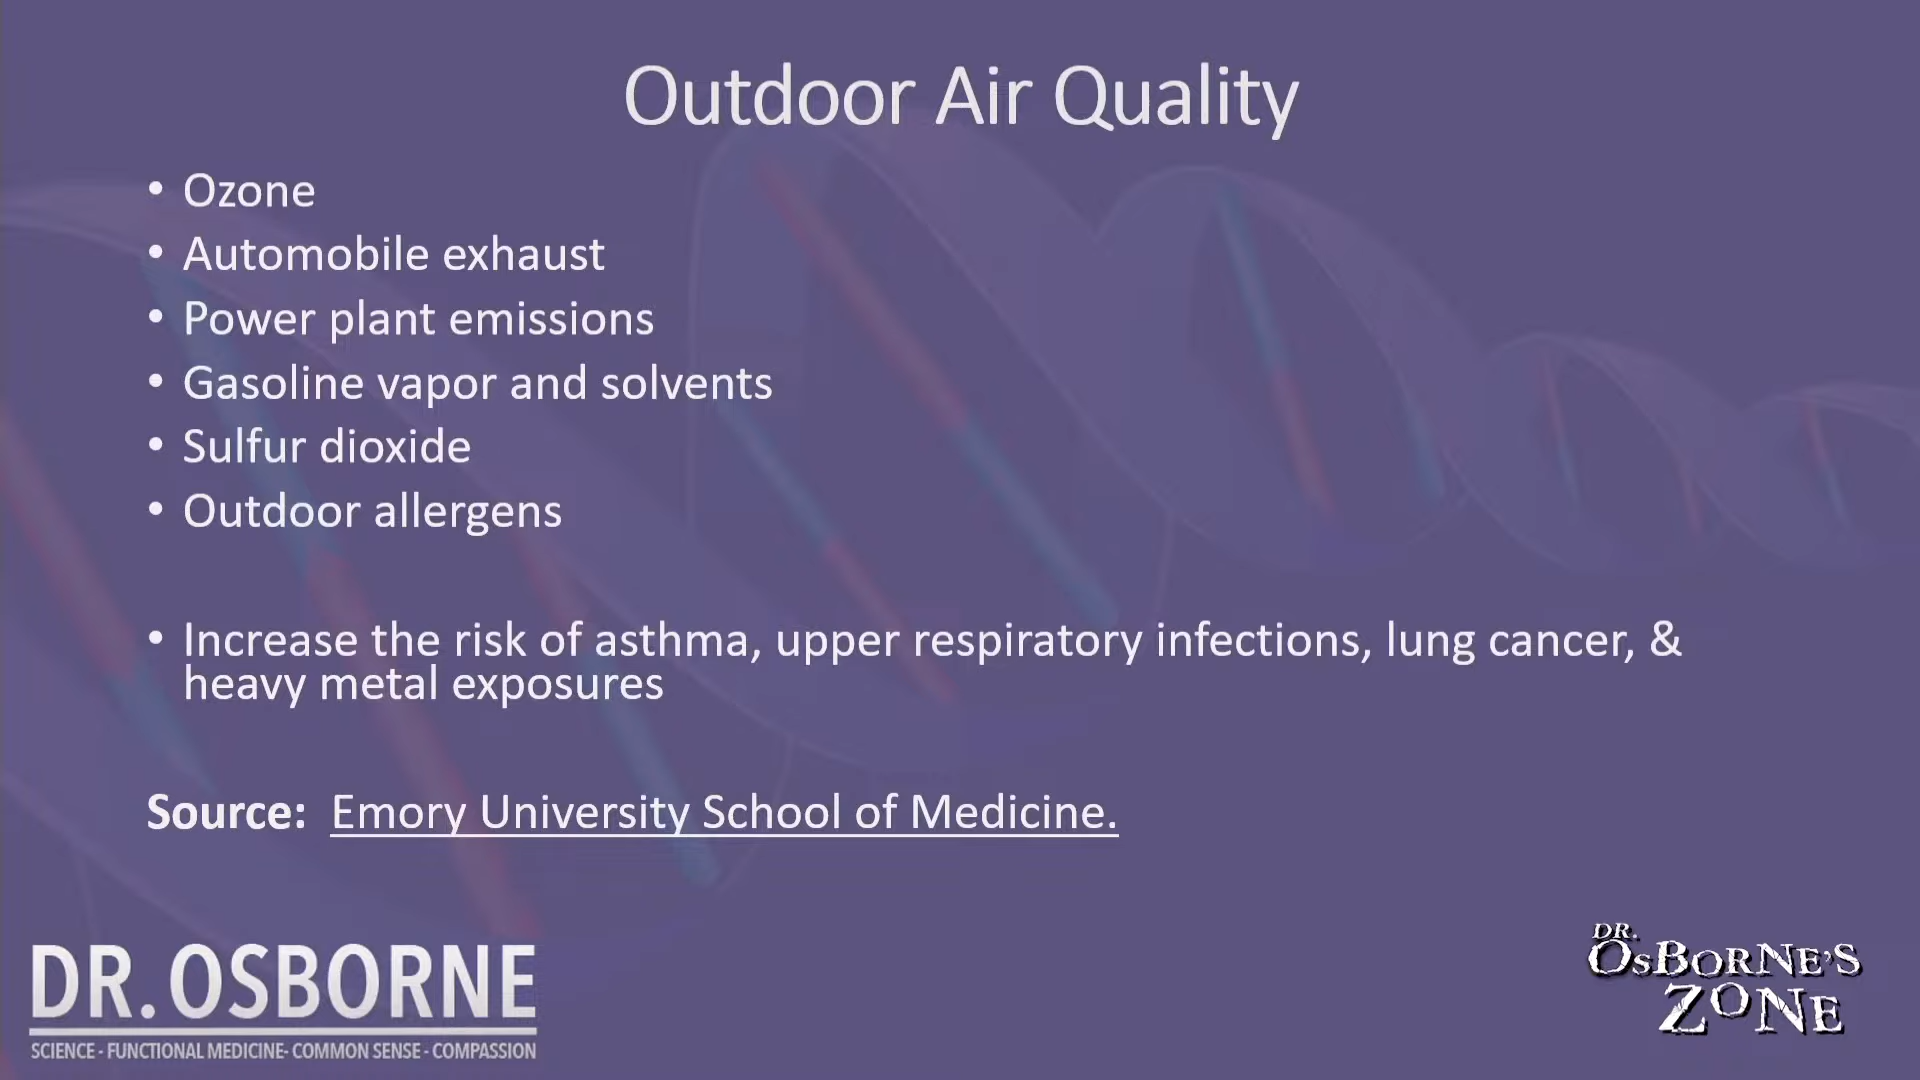 Outdoor Air Quality
• Ozone
• Automobile exhaust
• Power plant emissions
• Gasoline vapor and solvents
• Sulfur dioxide
• Outdoor allergens
• Increase the risk of asthma, upper respiratory infections, lung cancer, &
heavy metal exposures
Source: Emory University School of Medicine.
DR. OSBORNE
SCIENCE - FUNCTIONAL MEDICINE- COMMON SENSE - COMPASSION
DR.
OSBORNE'S
ZONE